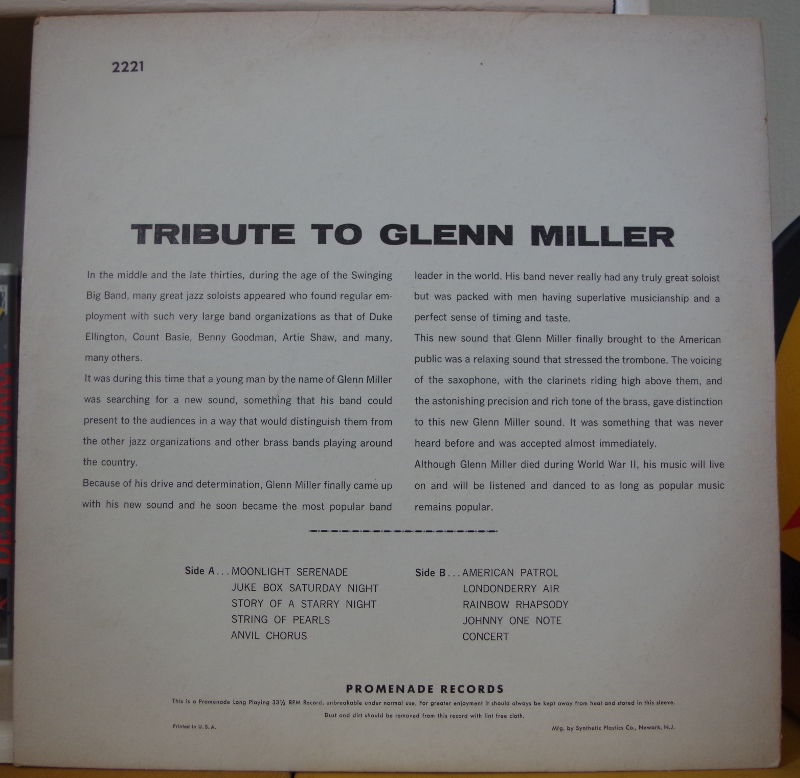 2221
TRIBUTE TO GLENN MILLER
In the middle and the late thirties, during the age of the Swinging
Big Band, many great jazz soloists appeared who found regular em-
ployment with such very large band organizations as that of Duke
Ellington, Count Basie, Benny Goodman, Artie Shaw, and many,
many others.
It was during this time that a young man by the name of Glenn Miller
was searching for a new sound, something that his band could
present to the audiences in a way that would distinguish them from
the other jazz organizations and other brass bands playing around
the country.
Because of his drive and determination, Glenn Miller finally came up
with his new sound and he soon became the most popular band
leader in the world. His band never really had any truly great soloist
but was packed with men having superlative musicianship and a
perfect sense of timing and taste.
This new sound that Glenn Miller finally brought to the American
public was a relaxing sound that stressed the trombone. The voicing
of the saxophone, with the clarinets riding high above them, and
the astonishing precision and rich tone of the brass, gave distinction
to this new Glenn Miller sound. It was something that was never
heard before and was accepted almost immediately.
Although Glenn Miller died during World War II, his music will live
on and will be listened and danced to as long as popular music
remains popular.
Side A...MOONLIGHT SERENADE
JUKE BOX SATURDAY NIGHT
STORY OF A STARRY NIGHT
STRING OF PEARLS
ANVIL CHORUS
Side B...AMERICAN PATROL
LONDONDERRY AIR
RAINBOW RHAPSODY
JOHNNY ONE NOTE
CONCERT
PROMENADE RECORDS
This is a Promenade Long Playing 33⅓ RPM Record, unbreakable under normal use. For greater enjoyment it should always be kept away from heat and stored in this sleeve.
Dust and dirt should be removed from this record with lint free cloth.
Printed in U.S.A.
Mfg. by Synthetic Plastics Co., Newark, N.J.
DE LA CAMORRA